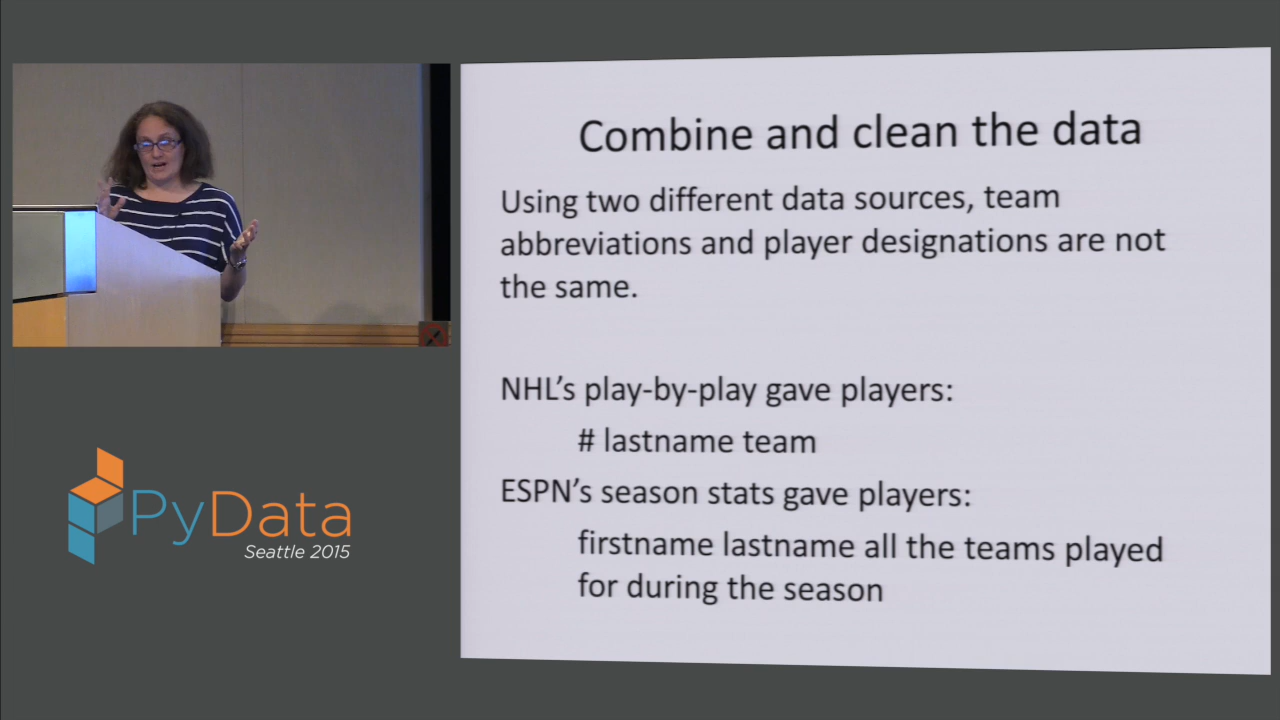 Combine and clean the data
Using two different data sources, team
abbreviations and player designations are not
the same.
NHL's play-by-play gave players:
# lastname team
ESPN's season stats gave players:
firstname lastname all the teams played
for during the season
PyData
Seattle 2015